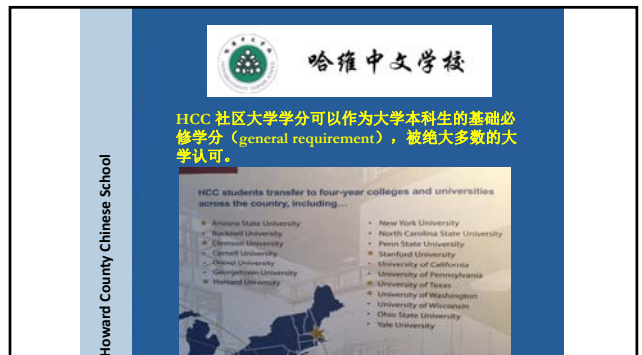 哈维中文学校
HCC 社区大学学分可以作为大学本科生的基础必
修学分（general requirement），被绝大多数的大
学认可。
Howard County Chinese School
HCC students transfer to four-year colleges and universities
across the country, including…
Arizona State University
Bucknell University
Clemson University
Cornell University
Drexel University
Georgetown University
Harvard University
New York University
North Carolina State University
Penn State University
Stanford University
University of California
University of Pennsylvania
University of Texas
University of Washington
University of Wisconsin
Ohio State University
Yale University